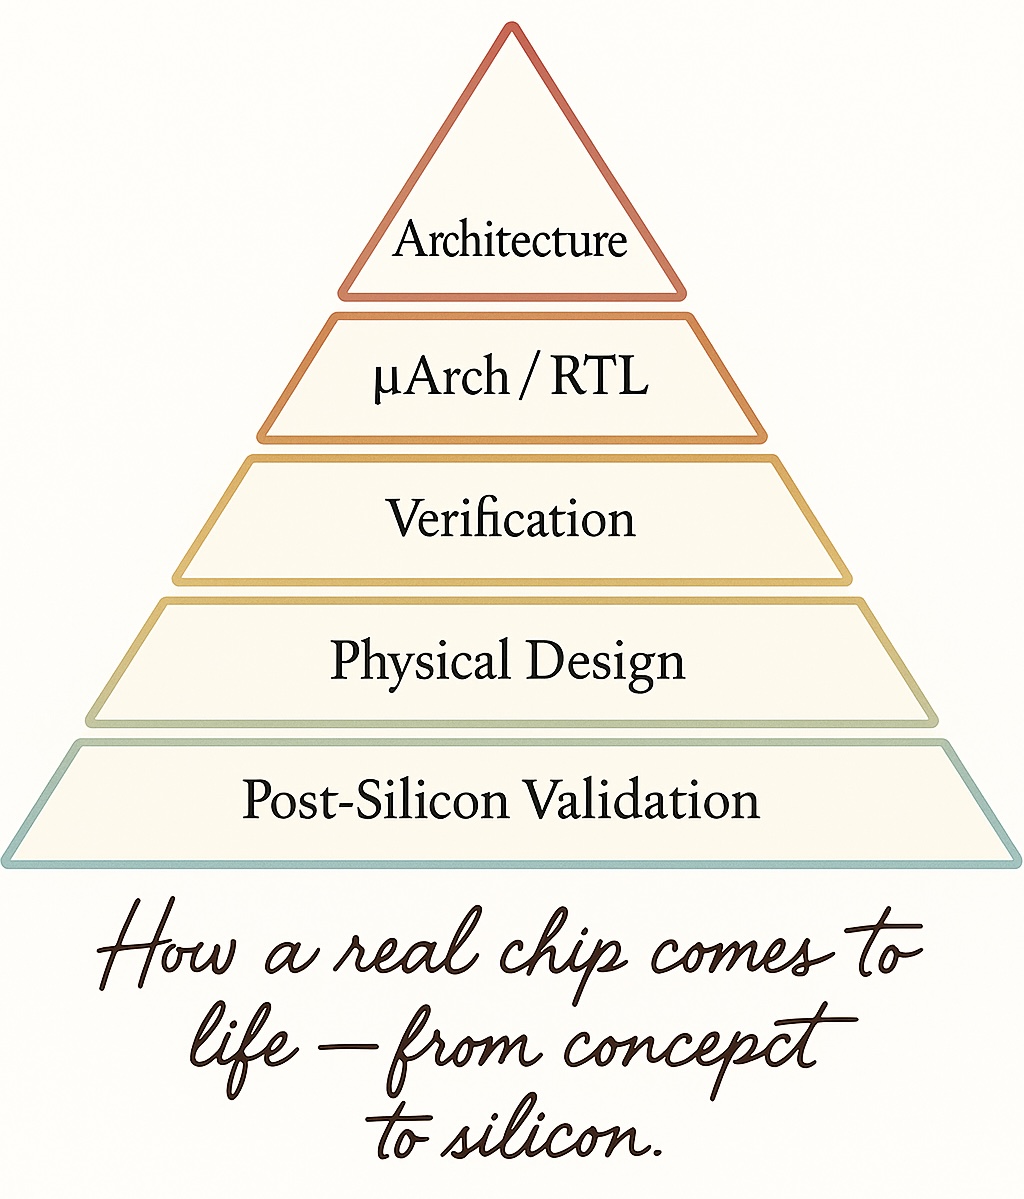 Architecture
µArch / RTL
Verification
Physical Design
Post-Silicon Validation
How a real chip comes to
life – from concepct
to silicon.